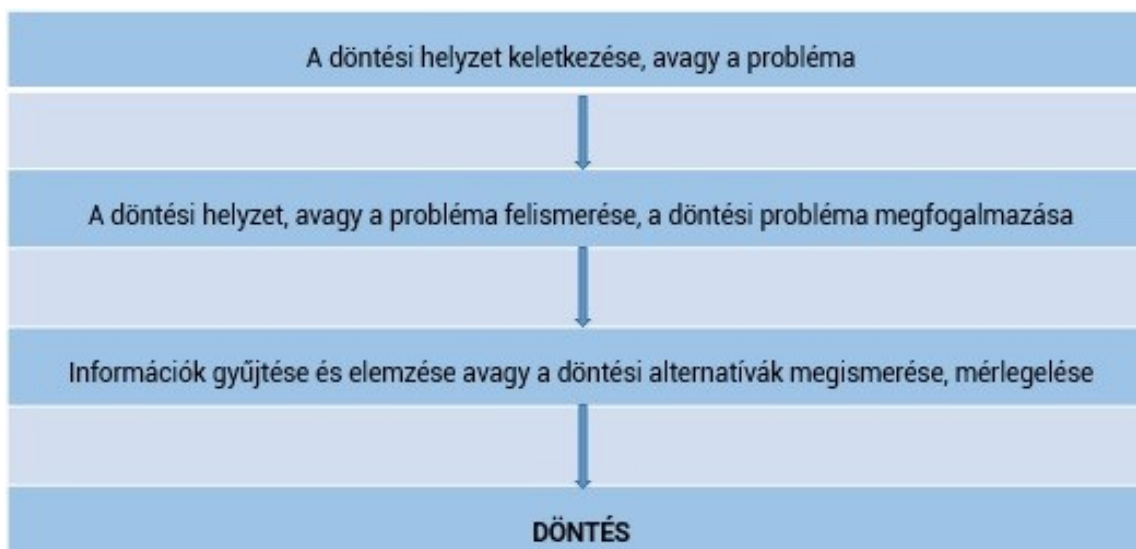 A döntési helyzet keletkezése, avagy a probléma
A döntési helyzet, avagy a probléma felismerése, a döntési probléma megfogalmazása
Információk gyűjtése és elemzése avagy a döntési alternatívák megismerése, mérlegelése
DÖNTÉS